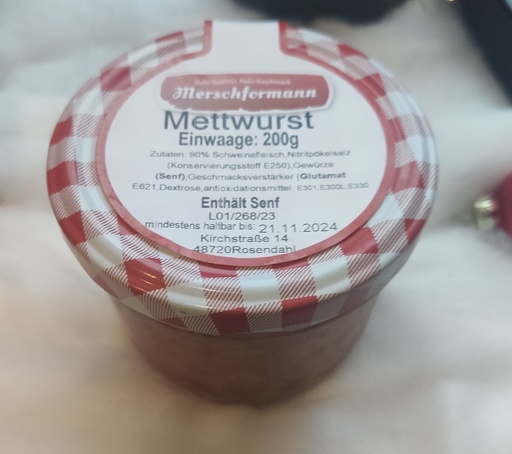 Merschformann
Mettwurst
Einwaage: 200g
Zutaten: 90% Schweinefleisch,Nitritpökelsalz
(Konservierungsstoff E250),Gewürze
(Senf),Geschmacksverstärker (Glutamat
E621,Dextrose,antioxidationsmittel: E301,E300L,E330
Enthält Senf
L01/268/23
mindestens haltbar bis: 21.11.2024
Kirchstraße 14
48720Rosendahl